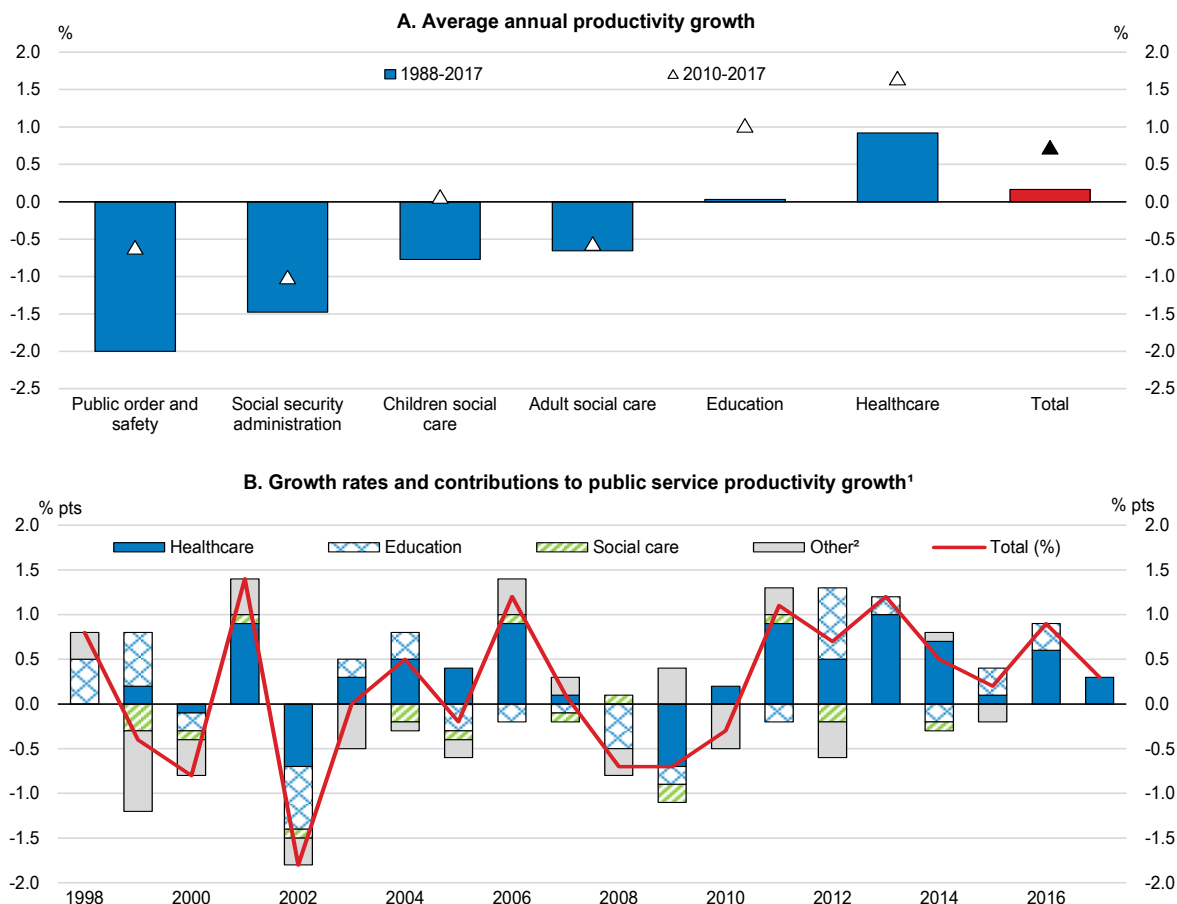 A. Average annual productivity growth
% %
2.0 2.0
1988-2017 2010-2017
1.5 1.5
1.0 1.0
0.5 0.5
0.0 0.0
-0.5 -0.5
-1.0 -1.0
-1.5 -1.5
-2.0 -2.0
-2.5 -2.5
Public order and safety
Social security administration
Children social care
Adult social care
Education
Healthcare
Total
B. Growth rates and contributions to public service productivity growth¹
% pts % pts
2.0 2.0
Healthcare Education Social care Other² Total (%)
1.5 1.5
1.0 1.0
0.5 0.5
0.0 0.0
-0.5 -0.5
-1.0 -1.0
-1.5 -1.5
-2.0 -2.0
1998 2000 2002 2004 2006 2008 2010 2012 2014 2016